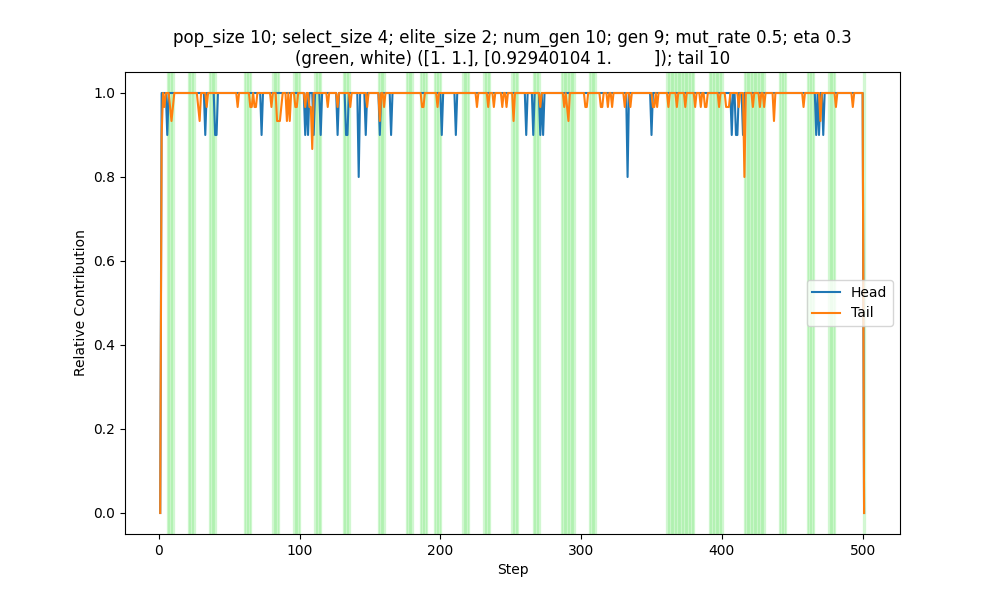 pop_size 10; select_size 4; elite_size 2; num_gen 10; gen 9; mut_rate 0.5; eta 0.3
(green, white) ([1. 1.], [0.92940104 1.         ]); tail 10
1.0
0.8
0.6
0.4
0.2
0.0
Relative Contribution
Head
Tail
0
100
200
300
400
500
Step